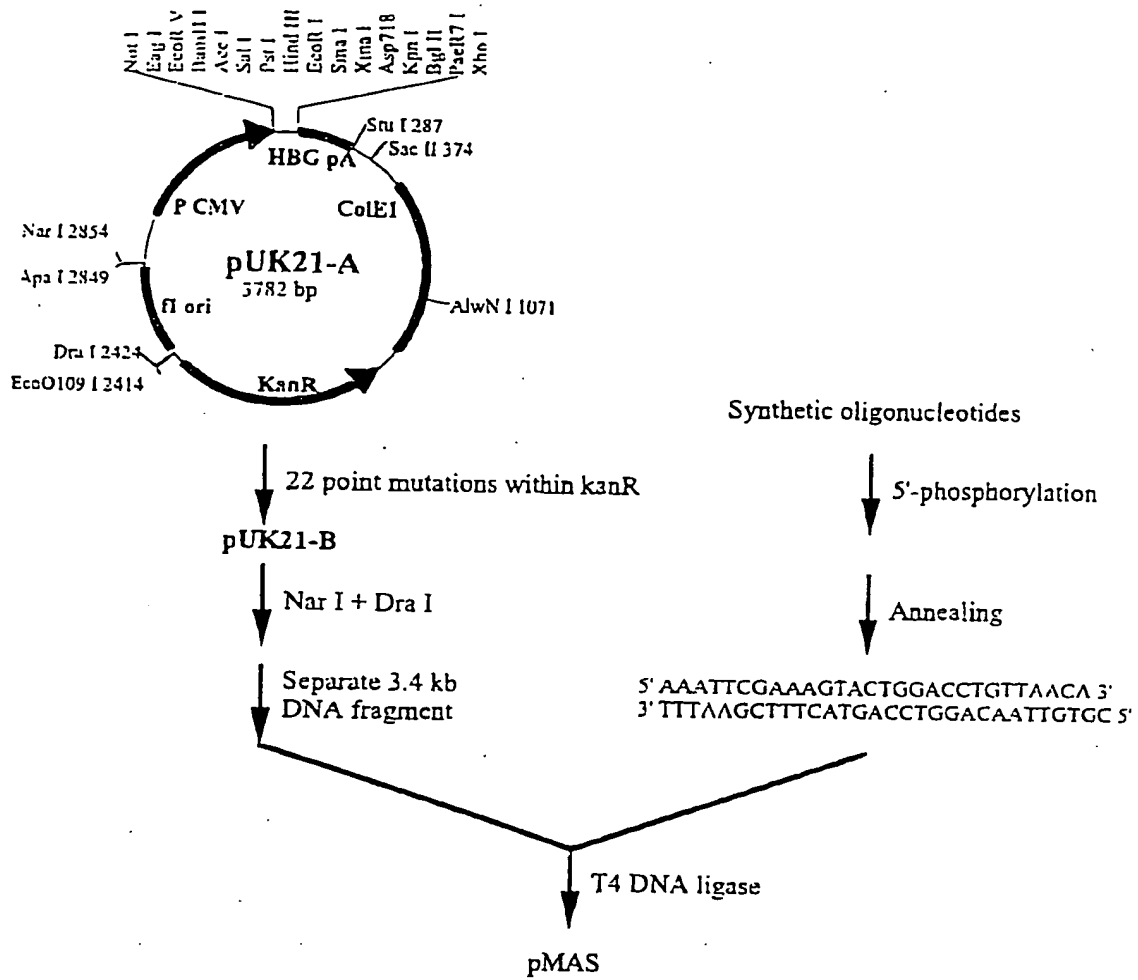 Not I
Eag I
EcoR V
BamH I
Acc I
Sal I
Pst I
Hind III
EcoR I
Sma I
Xma I
Asp718
Kpn I
Bgl II
PaeR7 I
Xho I
Stu I 287
Sac II 374
HBG pA
P CMV
ColE1
Nar I 2854
pUK21-A
3782 bp
Apa I 2849
f1 ori
AlwN I 1071
Dra I 2424
EcoO109 I 2414
KanR
Synthetic oligonucleotides
22 point mutations within kanR
5'-phosphorylation
pUK21-B
Nar I + Dra I
Annealing
Separate 3.4 kb
DNA fragment
5' AAATTCGAAAGTACTGGACCTGTTAACA 3'
3' TTTAAGCTTTCATGACCTGGACAATTGTGC 5'
T4 DNA ligase
pMAS